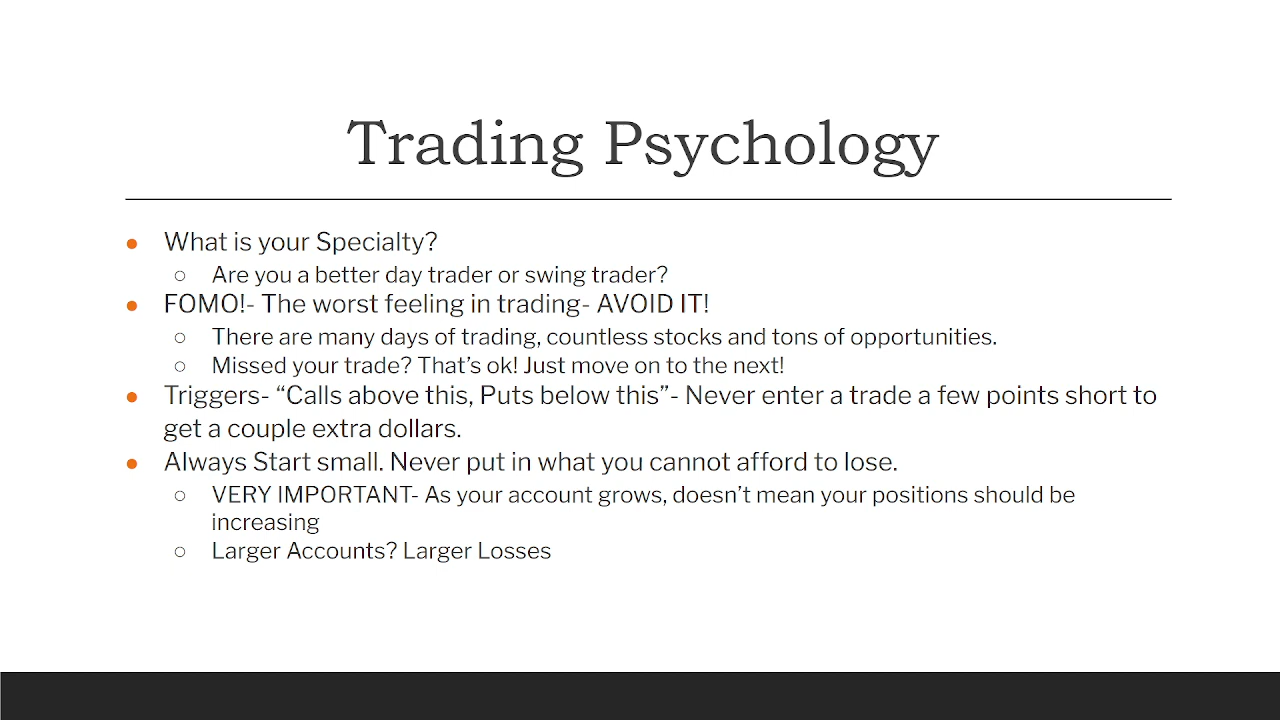 Trading Psychology
● What is your Specialty?
○ Are you a better day trader or swing trader?
● FOMO!- The worst feeling in trading- AVOID IT!
○ There are many days of trading, countless stocks and tons of opportunities.
○ Missed your trade? That’s ok! Just move on to the next!
● Triggers- “Calls above this, Puts below this”- Never enter a trade a few points short to
get a couple extra dollars.
● Always Start small. Never put in what you cannot afford to lose.
○ VERY IMPORTANT- As your account grows, doesn’t mean your positions should be
increasing
○ Larger Accounts? Larger Losses